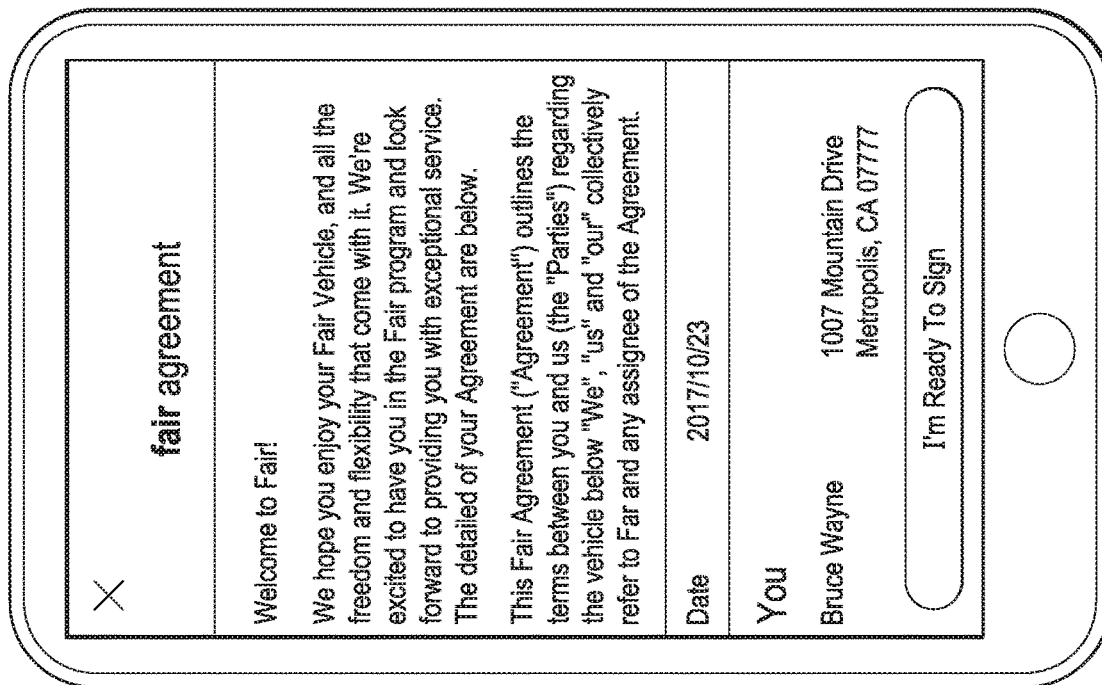 fair agreement
Welcome to Fair!
We hope you enjoy your Fair Vehicle, and all the
freedom and flexibility that come with it. We're
excited to have you in the Fair program and look
forward to providing you with exceptional service.
The detailed of your Agreement are below.
This Fair Agreement ("Agreement") outlines the
terms between you and us (the "Parties") regarding
the vehicle below "We", "us" and "our" collectively
refer to Far and any assignee of the Agreement.
Date 2017/10/23
You
Bruce Wayne 1007 Mountain Drive
Metropolis, CA 07777
I'm Ready To Sign